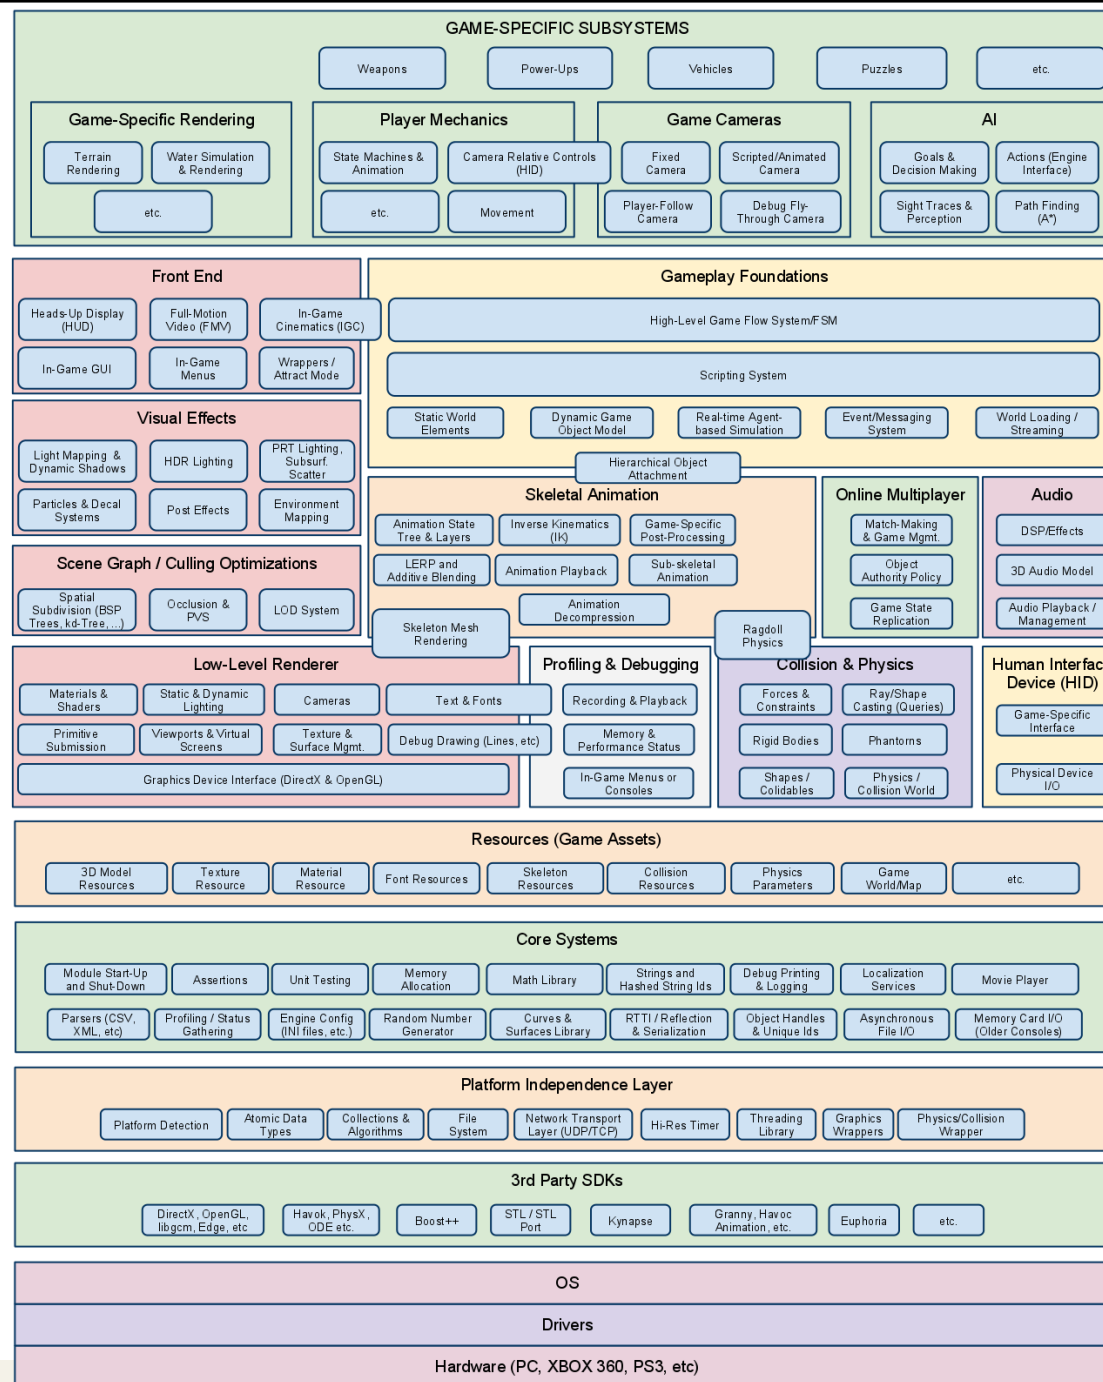 GAME-SPECIFIC SUBSYSTEMS
Weapons
Power-Ups
Vehicles
Puzzles
etc.
Game-Specific Rendering
Terrain
Rendering
Water Simulation
& Rendering
etc.
Player Mechanics
State Machines &
Animation
Camera Relative Controls
(HID)
etc.
Movement
Game Cameras
Fixed
Camera
Scripted/Animated
Camera
Player-Follow
Camera
Debug Fly-
Through Camera
AI
Goals &
Decision Making
Actions (Engine
Interface)
Sight Traces &
Perception
Path Finding
(A*)
Front End
Heads-Up Display
(HUD)
Full-Motion
Video (FMV)
In-Game
Cinematics (IGC)
In-Game GUI
In-Game
Menus
Wrappers /
Attract Mode
Gameplay Foundations
High-Level Game Flow System/FSM
Scripting System
Static World
Elements
Dynamic Game
Object Model
Real-time Agent-
based Simulation
Event/Messaging
System
World Loading /
Streaming
Hierarchical Object
Attachment
Visual Effects
Light Mapping &
Dynamic Shadows
HDR Lighting
PRT Lighting,
Subsurf.
Scatter
Particles & Decal
Systems
Post Effects
Environment
Mapping
Skeletal Animation
Animation State
Tree & Layers
Inverse Kinematics
(IK)
Game-Specific
Post-Processing
LERP and
Additive Blending
Animation Playback
Sub-skeletal
Animation
Animation
Decompression
Skeleton Mesh
Rendering
Ragdoll
Physics
Online Multiplayer
Match-Making
& Game Mgmt.
Object
Authority Policy
Game State
Replication
Audio
DSP/Effects
3D Audio Model
Audio Playback /
Management
Scene Graph / Culling Optimizations
Spatial
Subdivision (BSP
Trees, kd-Tree, ...)
Occlusion &
PVS
LOD System
Low-Level Renderer
Materials &
Shaders
Static & Dynamic
Lighting
Cameras
Text & Fonts
Primitive
Submission
Viewports & Virtual
Screens
Texture &
Surface Mgmt.
Debug Drawing (Lines, etc)
Graphics Device Interface (DirectX & OpenGL)
Profiling & Debugging
Recording & Playback
Memory &
Performance Status
In-Game Menus or
Consoles
Collision & Physics
Forces &
Constraints
Ray/Shape
Casting (Queries)
Rigid Bodies
Phantorns
Shapes /
Colidables
Physics /
Collision World
Human Interfac
Device (HID)
Game-Specific
Interface
Physical Device
I/O
Resources (Game Assets)
3D Model
Resources
Texture
Resource
Material
Resource
Font Resources
Skeleton
Resources
Collision
Resources
Physics
Parameters
Game
World/Map
etc.
Core Systems
Module Start-Up
and Shut-Down
Assertions
Unit Testing
Memory
Allocation
Math Library
Strings and
Hashed String Ids
Debug Printing
& Logging
Localization
Services
Movie Player
Parsers (CSV,
XML, etc)
Profiling / Status
Gathering
Engine Config
(INI files, etc.)
Random Number
Generator
Curves &
Surfaces Library
RTTI / Reflection
& Serialization
Object Handles
& Unique Ids
Asynchronous
File I/O
Memory Card I/O
(Older Consoles)
Platform Independence Layer
Platform Detection
Atomic Data
Types
Collections &
Algorithms
File
System
Network Transport
Layer (UDP/TCP)
Hi-Res Timer
Threading
Library
Graphics
Wrappers
Physics/Collision
Wrapper
3rd Party SDKs
DirectX, OpenGL,
libgcm, Edge, etc
Havok, PhysX,
ODE etc.
Boost++
STL / STL
Port
Kynapse
Granny, Havoc
Animation, etc.
Euphoria
etc.
OS
Drivers
Hardware (PC, XBOX 360, PS3, etc)